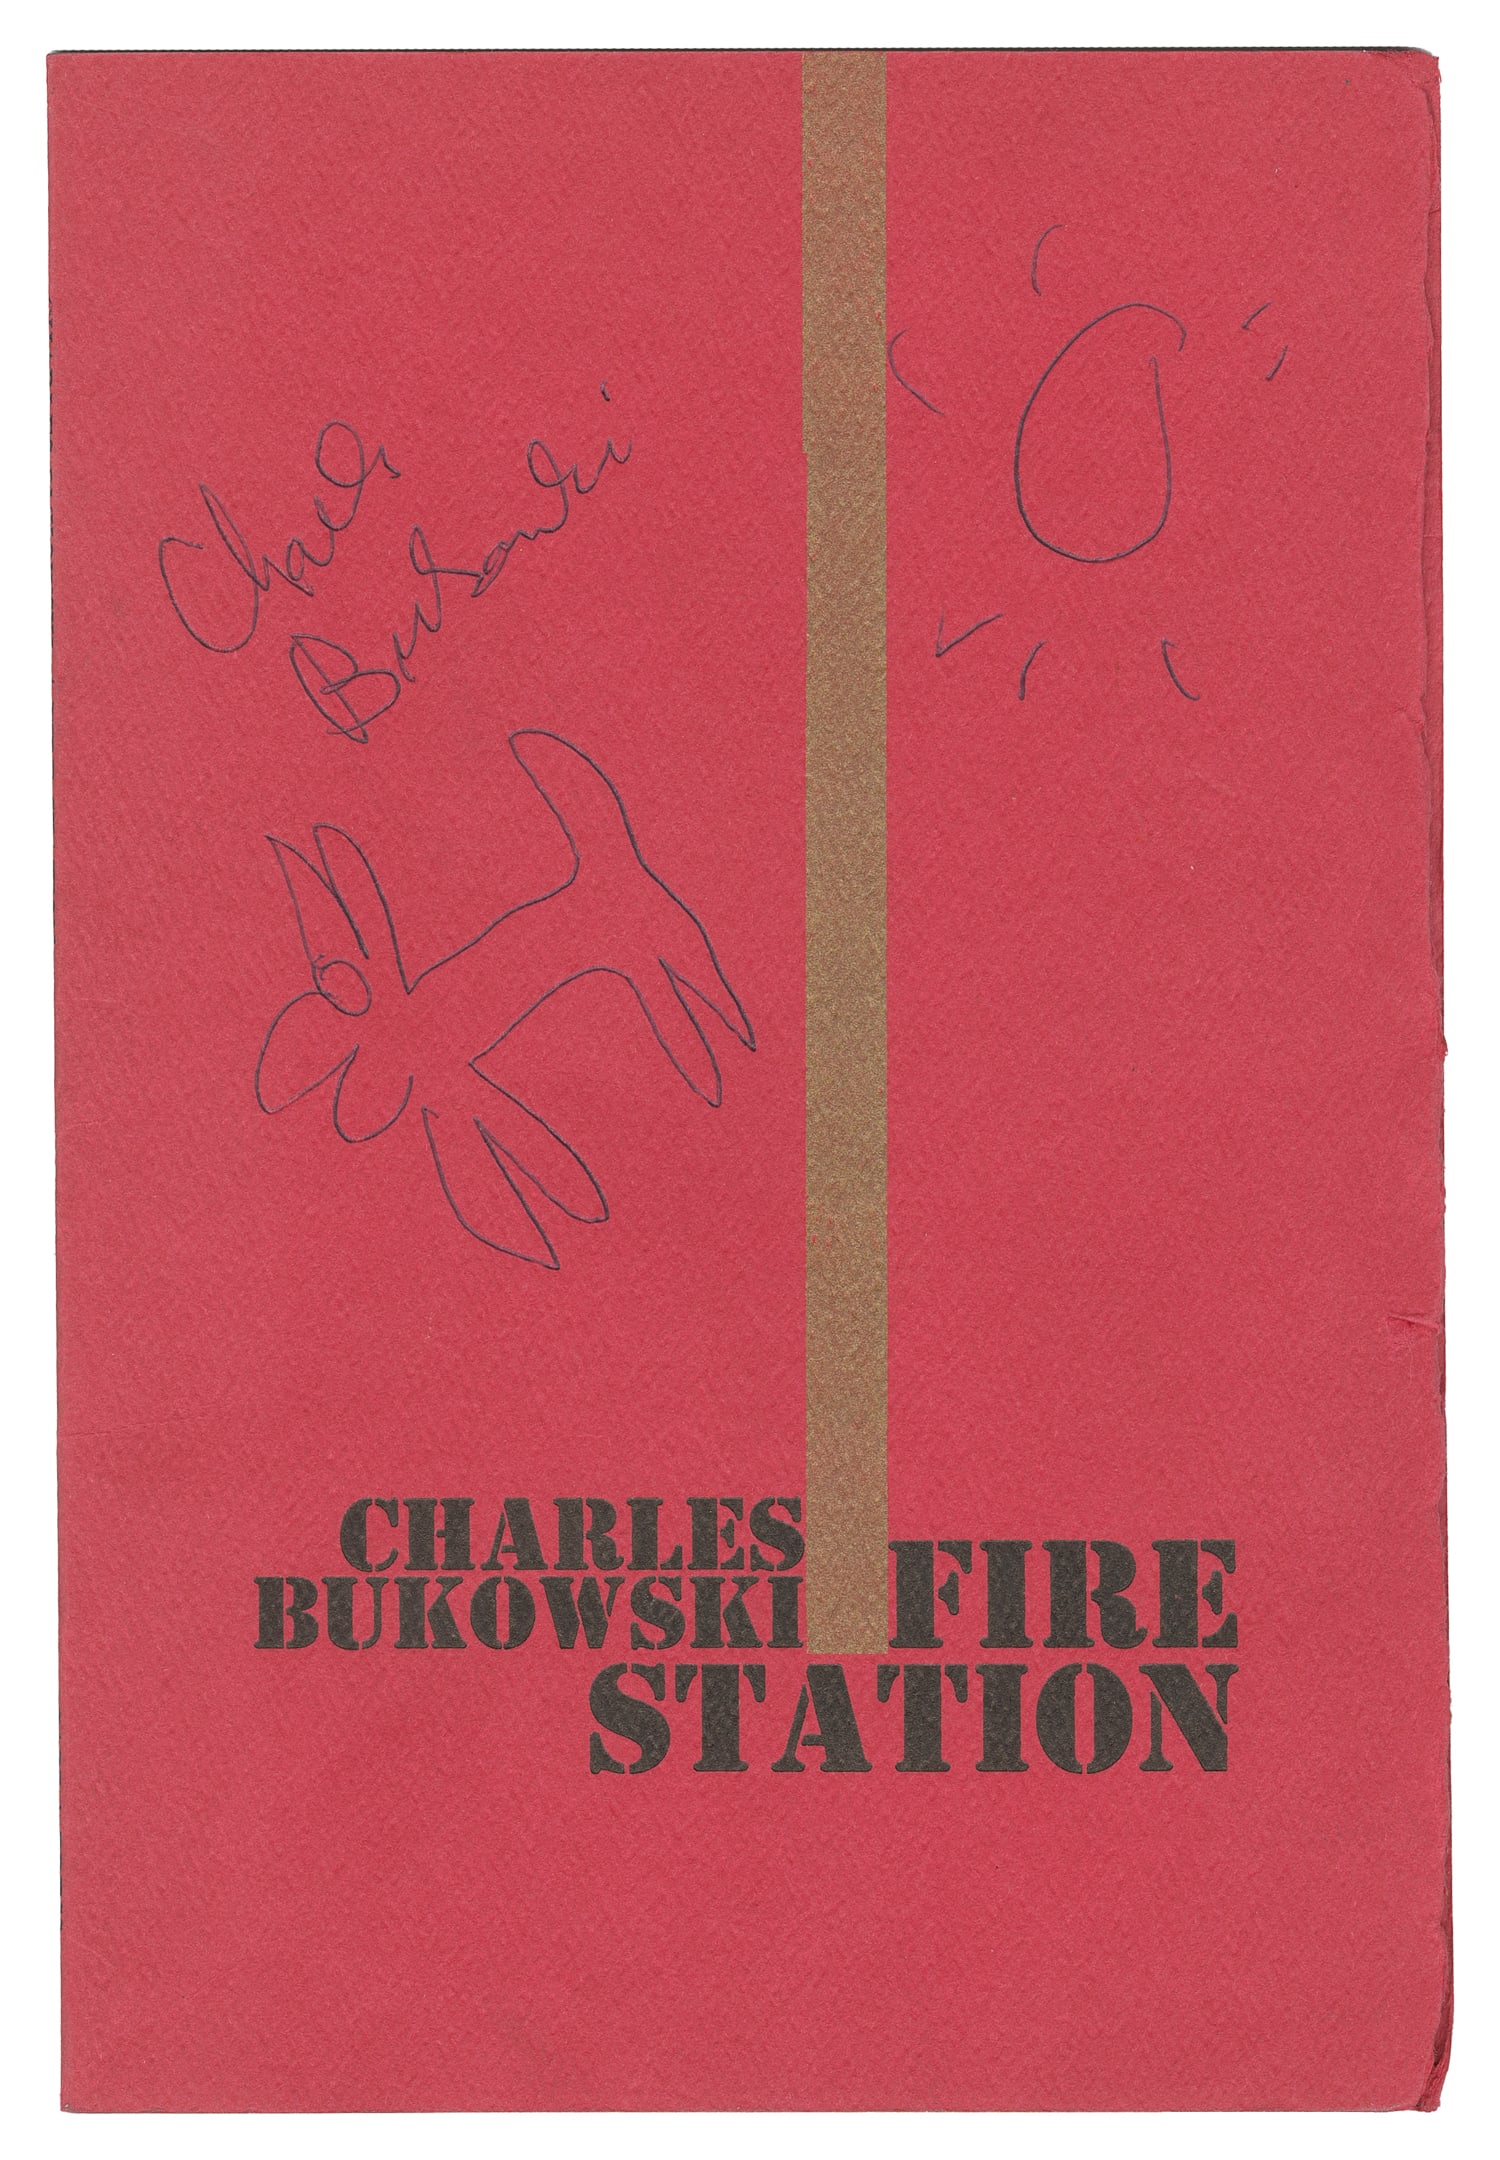 Charles
Bukowski
CHARLES
BUKOWSKI
FIRE
STATION